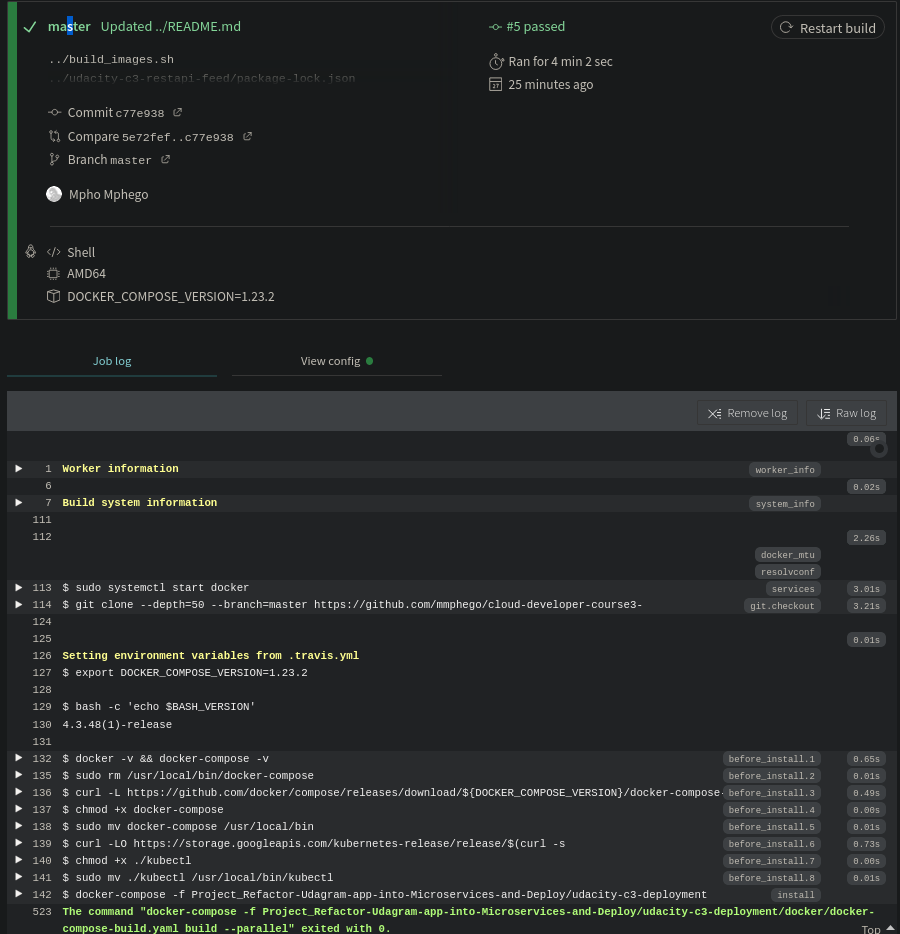 master Updated ../README.md
../build_images.sh
../udacity-c3-restapi-feed/package-lock.json
Commit c77e938
Compare 5e72fef..c77e938
Branch master
Mpho Mphego
#5 passed
Ran for 4 min 2 sec
25 minutes ago
Restart build
Shell
AMD64
DOCKER_COMPOSE_VERSION=1.23.2
Job log
View config
Remove log
Raw log
0.06s
1 Worker information worker_info
6 0.02s
7 Build system information system_info
111
112 2.26s
docker_mtu
resolvconf
113 $ sudo systemctl start docker services 3.01s
114 $ git clone --depth=50 --branch=master https://github.com/mmphego/cloud-developer-course3- git.checkout 3.21s
124
125 0.01s
126 Setting environment variables from .travis.yml
127 $ export DOCKER_COMPOSE_VERSION=1.23.2
128
129 $ bash -c 'echo $BASH_VERSION'
130 4.3.48(1)-release
131
132 $ docker -v && docker-compose -v before_install.1 0.65s
135 $ sudo rm /usr/local/bin/docker-compose before_install.2 0.01s
136 $ curl -L https://github.com/docker/compose/releases/download/${DOCKER_COMPOSE_VERSION}/docker-compose- before_install.3 0.49s
137 $ chmod +x docker-compose before_install.4 0.00s
138 $ sudo mv docker-compose /usr/local/bin before_install.5 0.01s
139 $ curl -LO https://storage.googleapis.com/kubernetes-release/release/$(curl -s before_install.6 0.73s
140 $ chmod +x ./kubectl before_install.7 0.00s
141 $ sudo mv ./kubectl /usr/local/bin/kubectl before_install.8 0.01s
142 $ docker-compose -f Project_Refactor-Udagram-app-into-Microservices-and-Deploy/udacity-c3-deployment install
523 The command "docker-compose -f Project_Refactor-Udagram-app-into-Microservices-and-Deploy/udacity-c3-deployment/docker/docker-
compose-build.yaml build --parallel" exited with 0.
Top